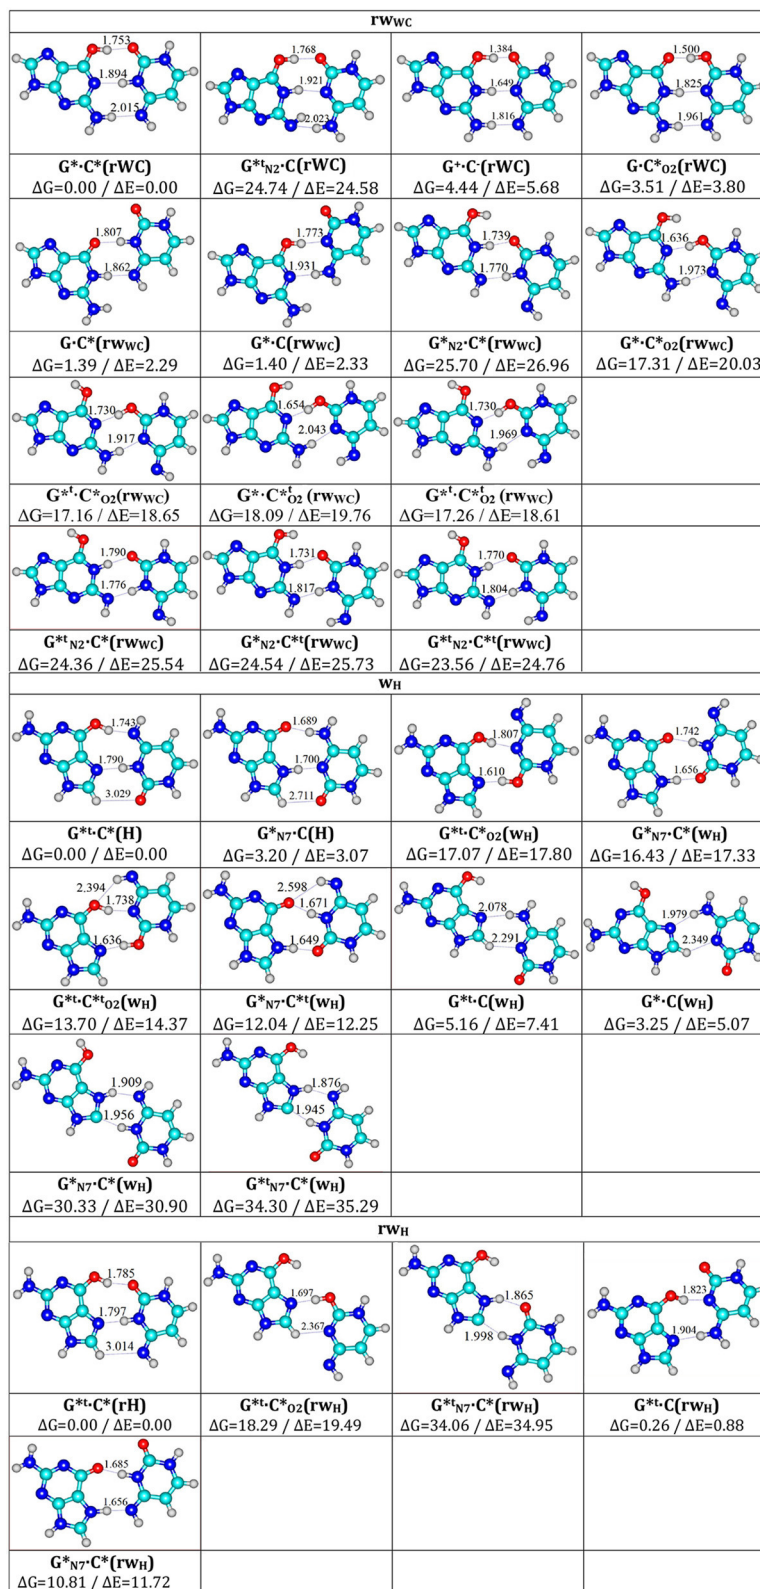 rwWC
1.753
1.894
2.015
1.768
1.921
2.023
1.384
1.649
1.816
1.500
1.825
1.961
G*·C*(rWC)
ΔG=0.00 / ΔE=0.00
G*ᵗN2·C(rWC)
ΔG=24.74 / ΔE=24.58
G⁺·C⁻(rWC)
ΔG=4.44 / ΔE=5.68
G·C*O2(rWC)
ΔG=3.51 / ΔE=3.80
1.807
1.862
1.773
1.931
1.739
1.770
1.636
1.973
G·C*(rwWC)
ΔG=1.39 / ΔE=2.29
G*·C(rwWC)
ΔG=1.40 / ΔE=2.33
G*N2·C*(rwWC)
ΔG=25.70 / ΔE=26.96
G*·C*O2(rwWC)
ΔG=17.31 / ΔE=20.03
1.730
1.917
1.654
2.043
1.730
1.969
G*ᵗ·C*O2(rwWC)
ΔG=17.16 / ΔE=18.65
G*·C*ᵗO2 (rwWC)
ΔG=18.09 / ΔE=19.76
G*ᵗ·C*ᵗO2 (rwWC)
ΔG=17.26 / ΔE=18.61
1.790
1.776
1.731
1.817
1.770
1.804
G*ᵗN2·C*(rwWC)
ΔG=24.36 / ΔE=25.54
G*N2·C*ᵗ(rwWC)
ΔG=24.54 / ΔE=25.73
G*ᵗN2·C*ᵗ(rwWC)
ΔG=23.56 / ΔE=24.76
wH
1.743
1.790
3.029
1.689
1.700
2.711
1.807
1.610
1.742
1.656
G*ᵗ·C*(H)
ΔG=0.00 / ΔE=0.00
G*N7·C(H)
ΔG=3.20 / ΔE=3.07
G*ᵗ·C*O2(wH)
ΔG=17.07 / ΔE=17.80
G*N7·C*(wH)
ΔG=16.43 / ΔE=17.33
2.394
1.738
1.636
2.598
1.671
1.649
2.078
2.291
1.979
2.349
G*ᵗ·C*ᵗO2(wH)
ΔG=13.70 / ΔE=14.37
G*N7·C*ᵗ(wH)
ΔG=12.04 / ΔE=12.25
G*ᵗ·C(wH)
ΔG=5.16 / ΔE=7.41
G*·C(wH)
ΔG=3.25 / ΔE=5.07
1.909
1.956
1.876
1.945
G*N7·C*(wH)
ΔG=30.33 / ΔE=30.90
G*ᵗN7·C*(wH)
ΔG=34.30 / ΔE=35.29
rwH
1.785
1.797
3.014
1.697
2.367
1.865
1.998
1.823
1.904
G*ᵗ·C*(rH)
ΔG=0.00 / ΔE=0.00
G*ᵗ·C*O2(rwH)
ΔG=18.29 / ΔE=19.49
G*ᵗN7·C*(rwH)
ΔG=34.06 / ΔE=34.95
G*ᵗ·C(rwH)
ΔG=0.26 / ΔE=0.88
1.685
1.656
G*N7·C*(rwH)
ΔG=10.81 / ΔE=11.72